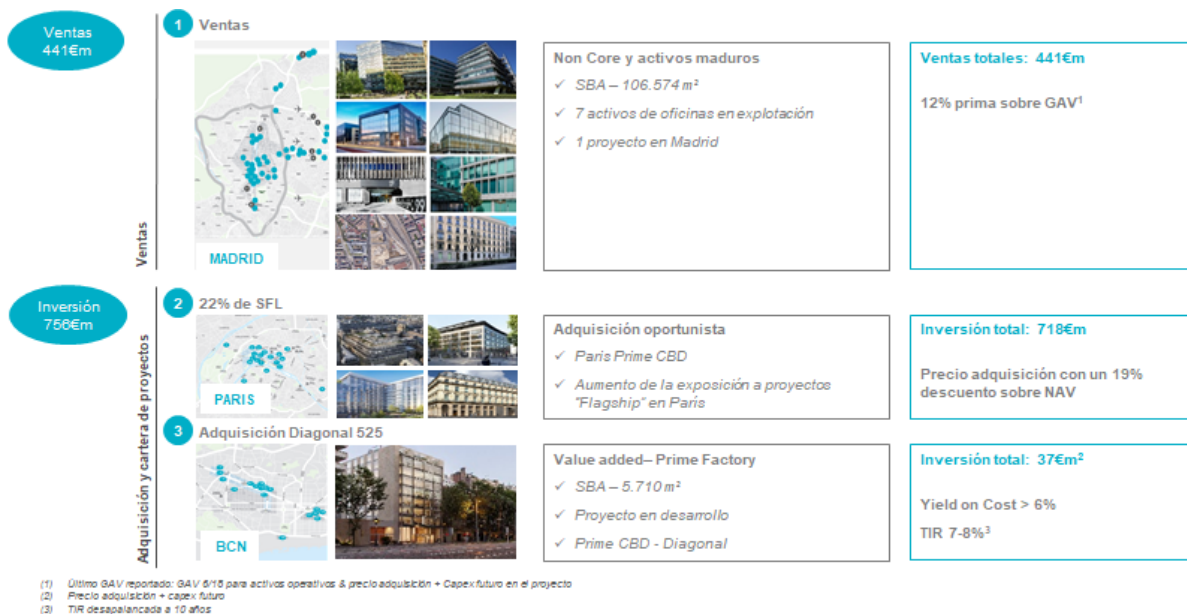 Ventas
441€m
1 Ventas
MADRID
Ventas
Non Core y activos maduros
✓ SBA – 106.574 m²
✓ 7 activos de oficinas en explotación
✓ 1 proyecto en Madrid
Ventas totales: 441€m
12% prima sobre GAV¹
Inversión
756€m
Adquisición y cartera de proyectos
2 22% de SFL
PARIS
Adquisición oportunista
✓ Paris Prime CBD
✓ Aumento de la exposición a proyectos
"Flagship" en París
Inversión total: 718€m
Precio adquisición con un 19%
descuento sobre NAV
3 Adquisición Diagonal 525
BCN
Value added– Prime Factory
✓ SBA – 5.710 m²
✓ Proyecto en desarrollo
✓ Prime CBD - Diagonal
Inversión total: 37€m²
Yield on Cost > 6%
TIR 7-8%³
(1) Último GAV reportado: GAV 6/18 para activos operativos & precio adquisición + Capex futuro en el proyecto
(2) Precio adquisición + capex futuro
(3) TIR desapalancada a 10 años